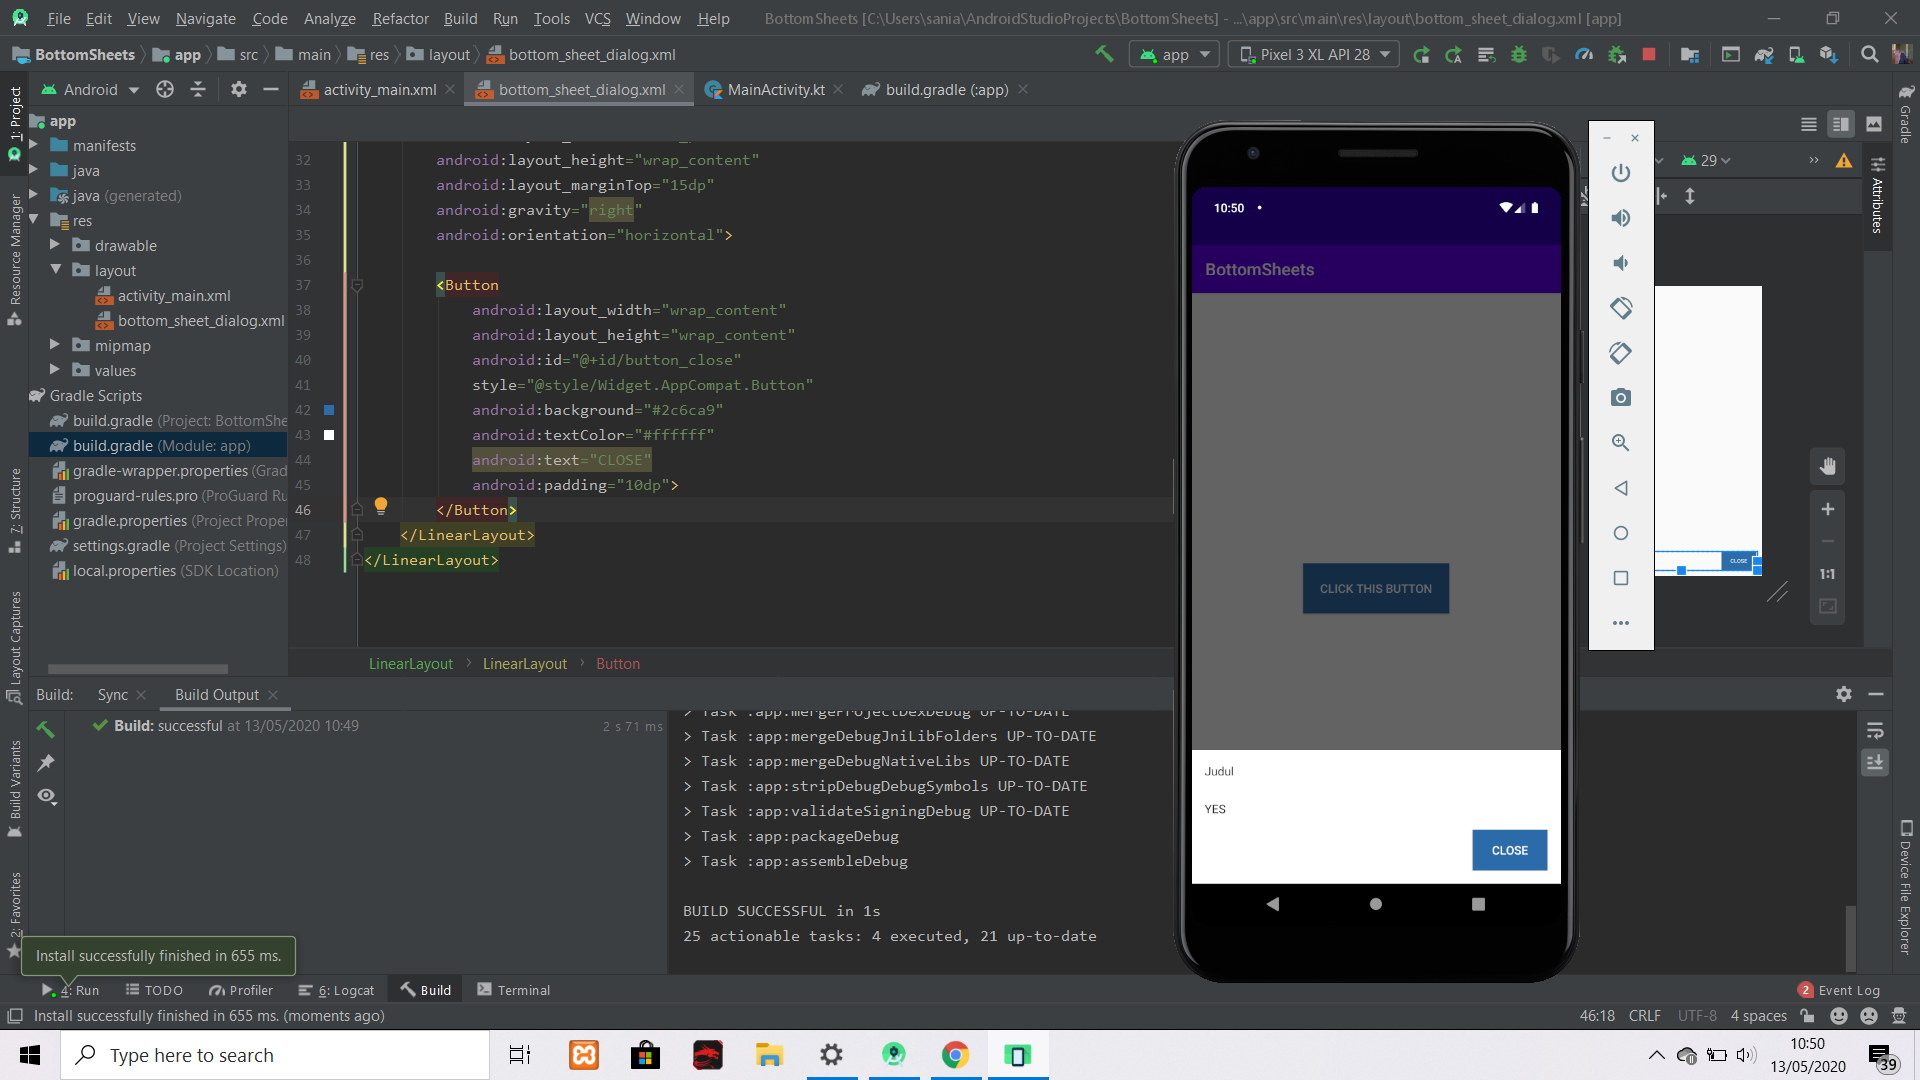 File Edit View Navigate Code Analyze Refactor Build Run Tools VCS Window Help BottomSheets [C:\Users\sania\AndroidStudioProjects\BottomSheets] - ...\app\src\main\res\layout\bottom_sheet_dialog.xml [app]
BottomSheets app src main res layout bottom_sheet_dialog.xml app Pixel 3 XL API 28
Android activity_main.xml bottom_sheet_dialog.xml MainActivity.kt build.gradle (:app)
1: Project
Resource Manager
7: Structure
Layout Captures
Build Variants
2: Favorites
app
manifests
java
java (generated)
res
drawable
layout
activity_main.xml
bottom_sheet_dialog.xml
mipmap
values
Gradle Scripts
build.gradle (Project: BottomShe
build.gradle (Module: app)
gradle-wrapper.properties (Grad
proguard-rules.pro (ProGuard Ru
gradle.properties (Project Proper
settings.gradle (Project Settings)
local.properties (SDK Location)
32 android:layout_height="wrap_content"
33 android:layout_marginTop="15dp"
34 android:gravity="right"
35 android:orientation="horizontal">
36
37 <Button
38 android:layout_width="wrap_content"
39 android:layout_height="wrap_content"
40 android:id="@+id/button_close"
41 style="@style/Widget.AppCompat.Button"
42 android:background="#2c6ca9"
43 android:textColor="#ffffff"
44 android:text="CLOSE"
45 android:padding="10dp">
46 </Button>
47 </LinearLayout>
48 </LinearLayout>
LinearLayout LinearLayout Button
10:50
BottomSheets
CLICK THIS BUTTON
Judul
YES
CLOSE
29
CLOSE
1:1
Gradle
Attributes
Device File Explorer
Build: Sync Build Output
Build: successful at 13/05/2020 10:49 2 s 71 ms
> Task :app:mergeProjectDexDebug UP-TO-DATE
> Task :app:mergeDebugJniLibFolders UP-TO-DATE
> Task :app:mergeDebugNativeLibs UP-TO-DATE
> Task :app:stripDebugDebugSymbols UP-TO-DATE
> Task :app:validateSigningDebug UP-TO-DATE
> Task :app:packageDebug
> Task :app:assembleDebug
BUILD SUCCESSFUL in 1s
25 actionable tasks: 4 executed, 21 up-to-date
Install successfully finished in 655 ms.
4: Run TODO Profiler 6: Logcat Build Terminal 2 Event Log
Install successfully finished in 655 ms. (moments ago) 46:18 CRLF UTF-8 4 spaces
Type here to search
10:50
13/05/2020
39